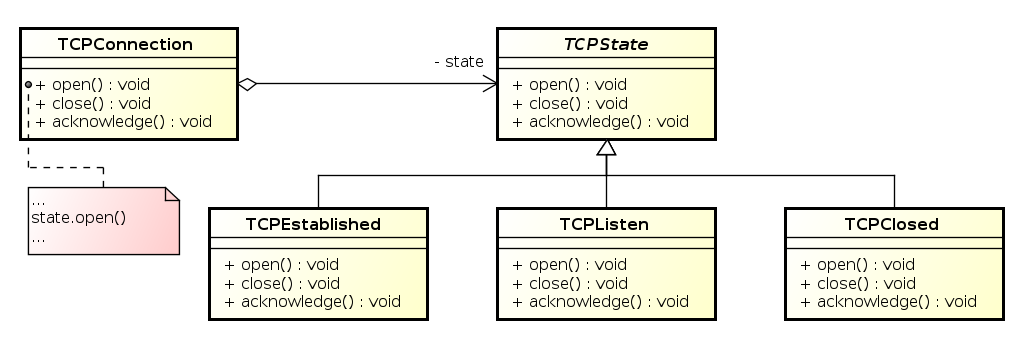 TCPConnection
+ open() : void
+ close() : void
+ acknowledge() : void
- state
TCPState
+ open() : void
+ close() : void
+ acknowledge() : void
...
state.open()
...
TCPEstablished
+ open() : void
+ close() : void
+ acknowledge() : void
TCPListen
+ open() : void
+ close() : void
+ acknowledge() : void
TCPClosed
+ open() : void
+ close() : void
+ acknowledge() : void